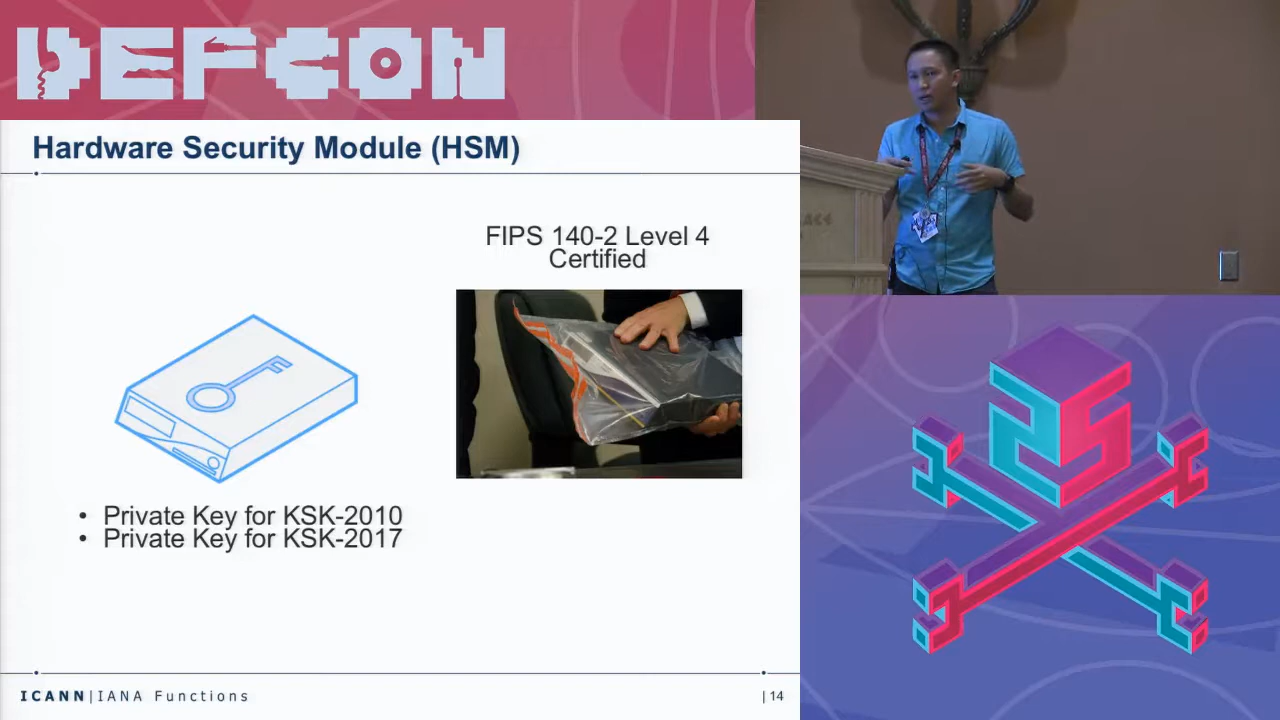 DEFCON
Hardware Security Module (HSM)
FIPS 140-2 Level 4
Certified
• Private Key for KSK-2010
• Private Key for KSK-2017
ICANN|IANA Functions
|14
25